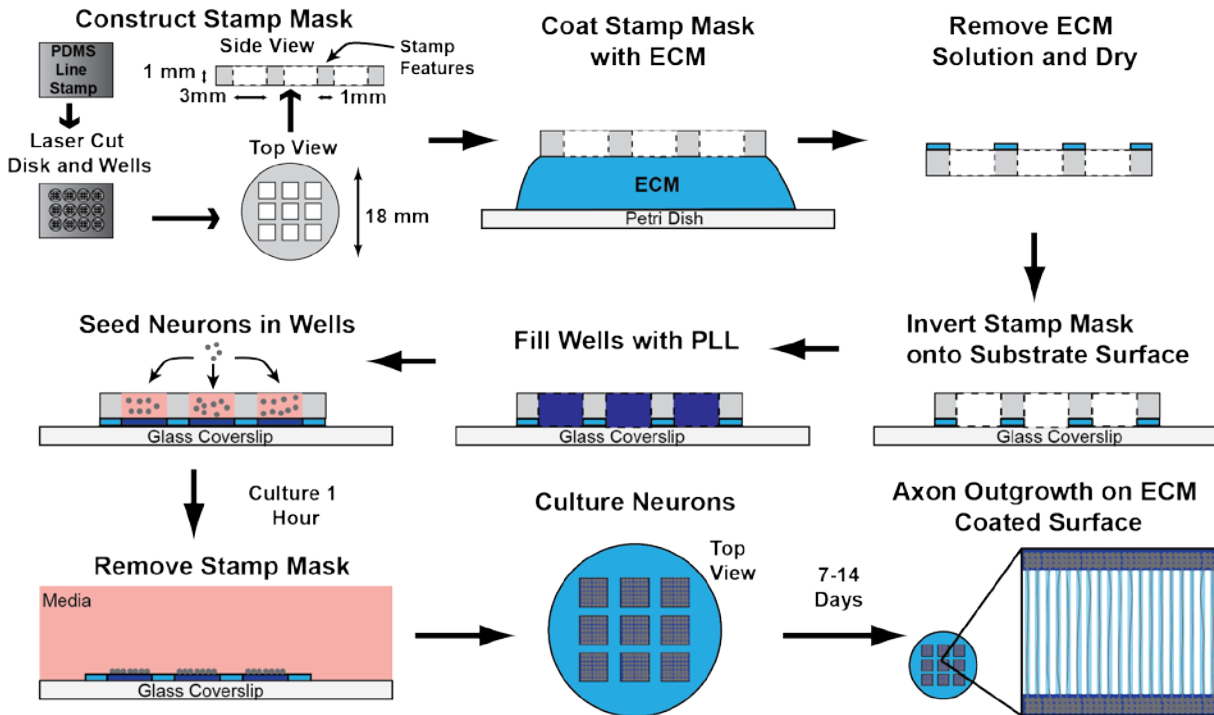 Construct Stamp Mask
PDMS
Line
Stamp
Side View
Stamp
Features
1 mm
3mm
1mm
Laser Cut
Disk and Wells
Top View
18 mm
Coat Stamp Mask
with ECM
ECM
Petri Dish
Remove ECM
Solution and Dry
Invert Stamp Mask
onto Substrate Surface
Glass Coverslip
Fill Wells with PLL
Glass Coverslip
Seed Neurons in Wells
Glass Coverslip
Culture 1
Hour
Remove Stamp Mask
Media
Glass Coverslip
Culture Neurons
Top
View
7-14
Days
Axon Outgrowth on ECM
Coated Surface